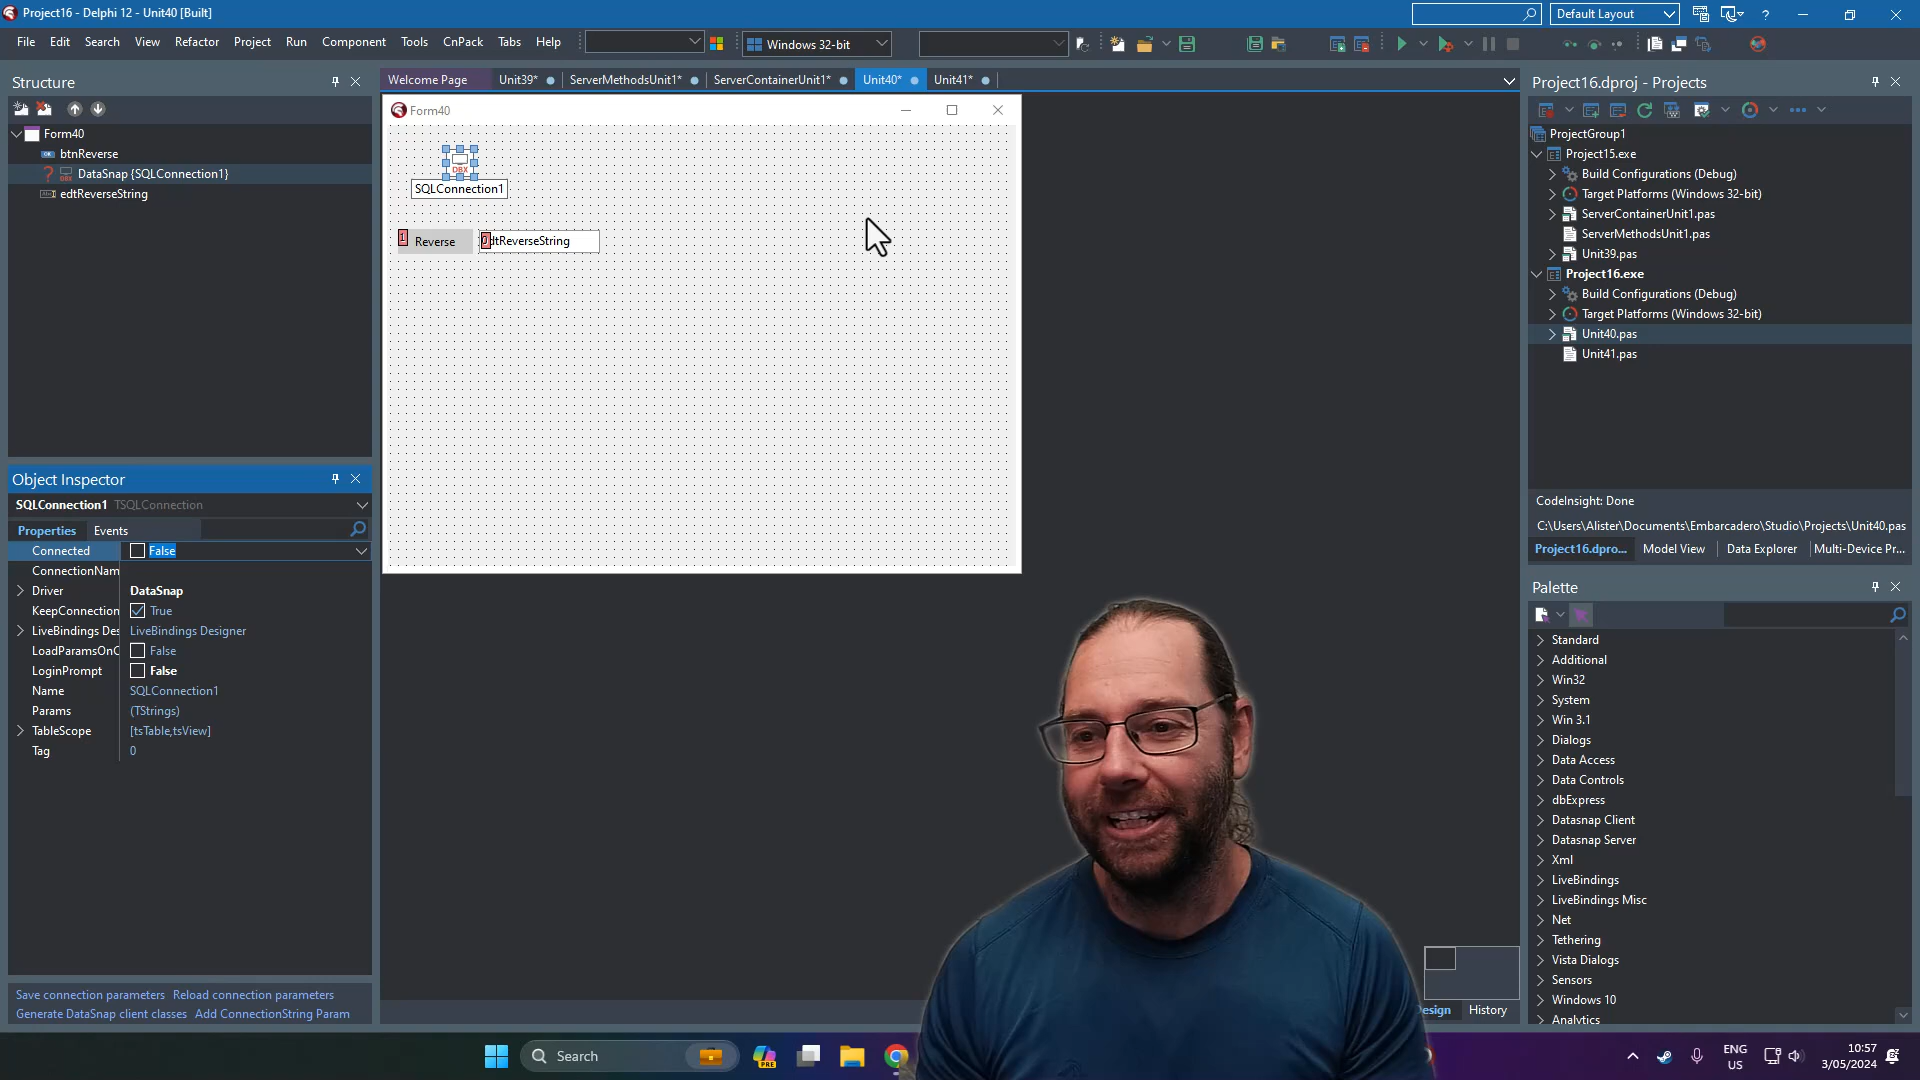 Project16 - Delphi 12 - Unit40 [Built]
Default Layout
?
File Edit Search View Refactor Project Run Component Tools CnPack Tabs Help
Windows 32-bit
Structure
Form40
btnReverse
DataSnap {SQLConnection1}
edtReverseString
Welcome Page
Unit39*
ServerMethodsUnit1*
ServerContainerUnit1*
Unit40*
Unit41*
Form40
DBX
SQLConnection1
1 Reverse
0 dtReverseString
Object Inspector
SQLConnection1 TSQLConnection
Properties Events
Connected False
ConnectionNam
Driver DataSnap
KeepConnection True
LiveBindings Des LiveBindings Designer
LoadParamsOnC False
LoginPrompt False
Name SQLConnection1
Params (TStrings)
TableScope [tsTable,tsView]
Tag 0
Save connection parameters Reload connection parameters
Generate DataSnap client classes Add ConnectionString Param
Project16.dproj - Projects
ProjectGroup1
Project15.exe
Build Configurations (Debug)
Target Platforms (Windows 32-bit)
ServerContainerUnit1.pas
ServerMethodsUnit1.pas
Unit39.pas
Project16.exe
Build Configurations (Debug)
Target Platforms (Windows 32-bit)
Unit40.pas
Unit41.pas
CodeInsight: Done
C:\Users\Alister\Documents\Embarcadero\Studio\Projects\Unit40.pas
Project16.dpro... Model View Data Explorer Multi-Device Pr...
Palette
Standard
Additional
Win32
System
Win 3.1
Dialogs
Data Access
Data Controls
dbExpress
Datasnap Client
Datasnap Server
Xml
LiveBindings
LiveBindings Misc
Net
Tethering
Vista Dialogs
Sensors
Windows 10
Analytics
esign History
Search
PRE
ENG
US
10:57
3/05/2024